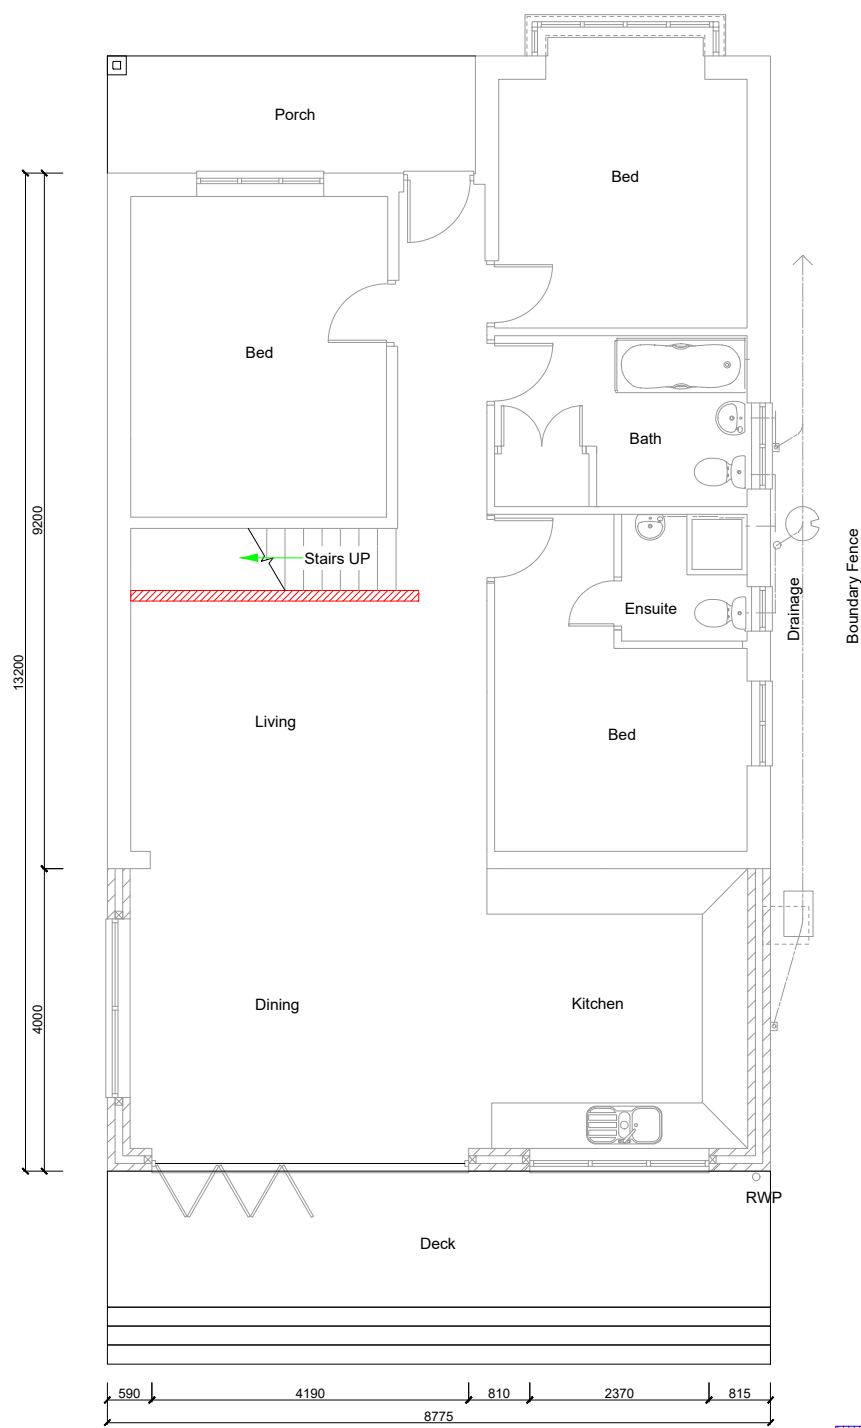 Porch
Bed
Bed
Bath
9200
Stairs UP
Ensuite
Drainage
Boundary Fence
13200
Living
Bed
4000
Dining
Kitchen
RWP
Deck
590
4190
810
2370
815
8775